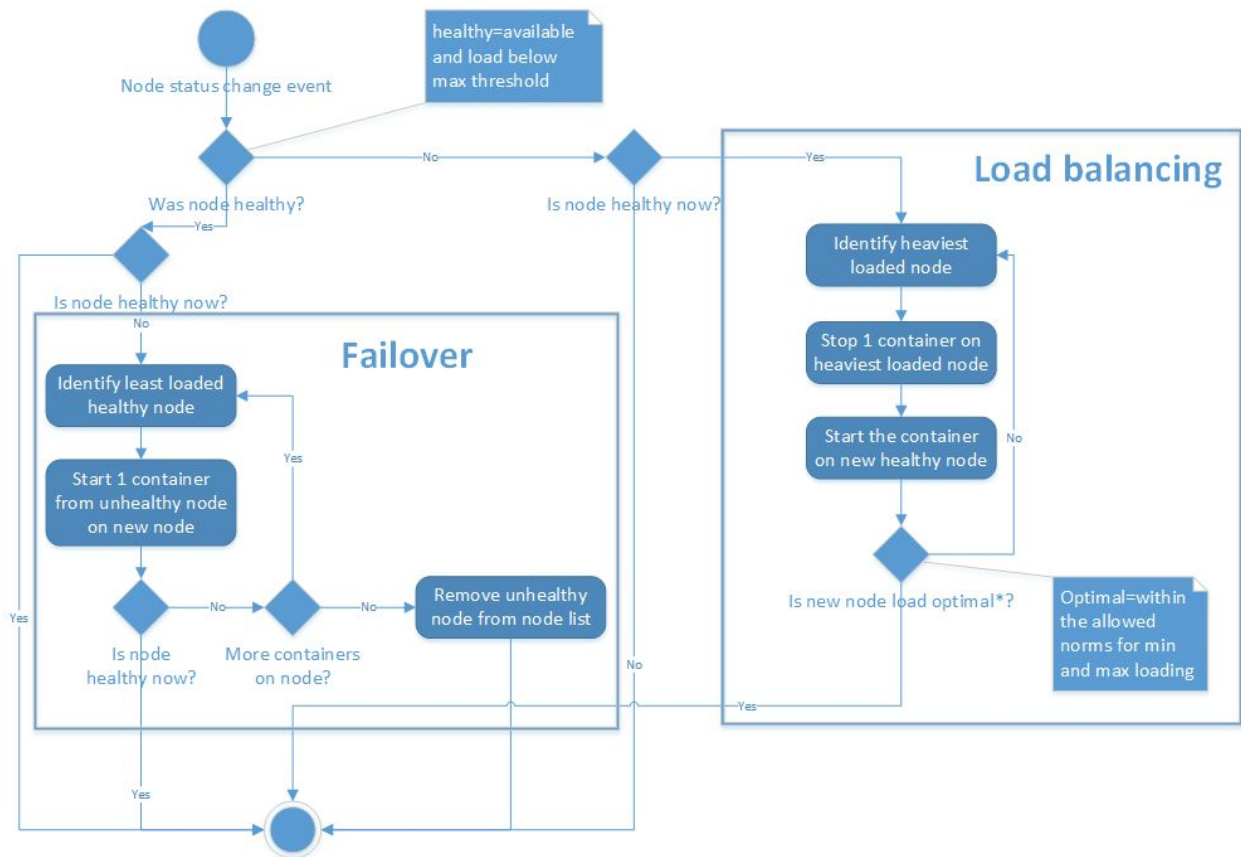 healthy=available
and load below
max threshold
Node status change event
No
Yes
Load balancing
Was node healthy?
Is node healthy now?
Yes
Identify heaviest
loaded node
Is node healthy now?
No
Failover
Stop 1 container on
heaviest loaded node
Identify least loaded
healthy node
Start the container
on new healthy node
No
Yes
Start 1 container
from unhealthy node
on new node
Is new node load optimal*?
Optimal=within
the allowed
norms for min
and max loading
Yes
No
No
Remove unhealthy
node from node list
Is node
healthy now?
More containers
on node?
No
Yes
Yes